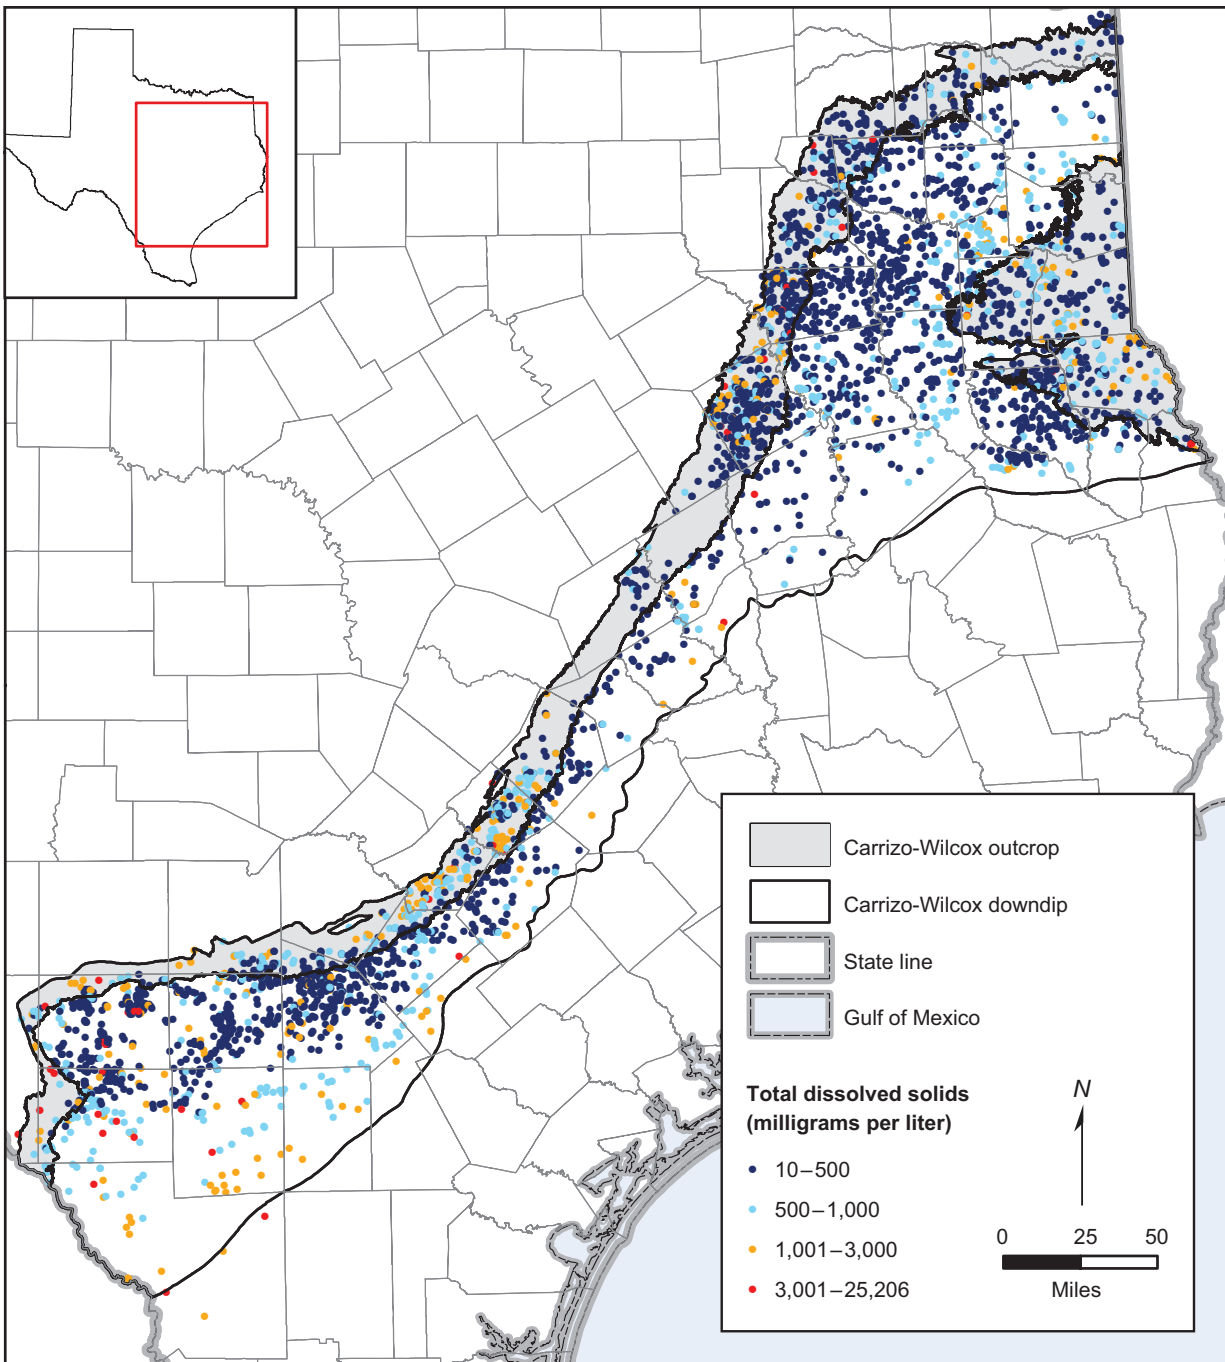 Carrizo-Wilcox outcrop
Carrizo-Wilcox downdip
State line
Gulf of Mexico
Total dissolved solids
(milligrams per liter)
10–500
500–1,000
1,001–3,000
3,001–25,206
N
0 25 50
Miles